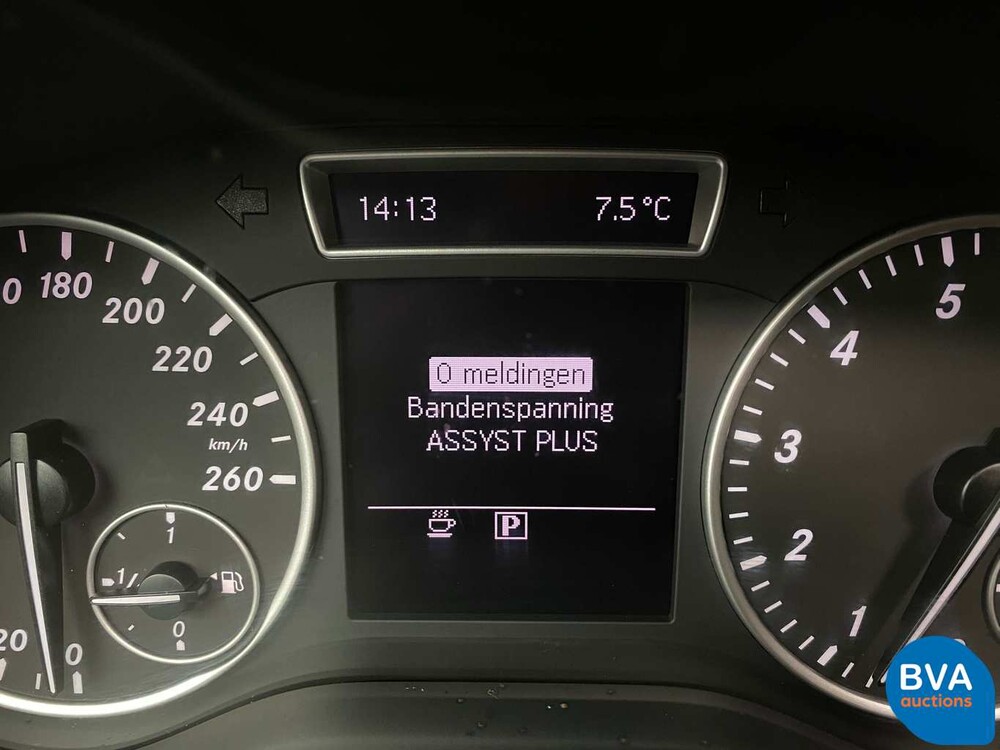 14:13 7.5°C
180
200
220
240
km/h
260
20
0
1
1/
0
0 meldingen
Bandenspanning
ASSYST PLUS
P
5
4
3
2
1
BVA
auctions